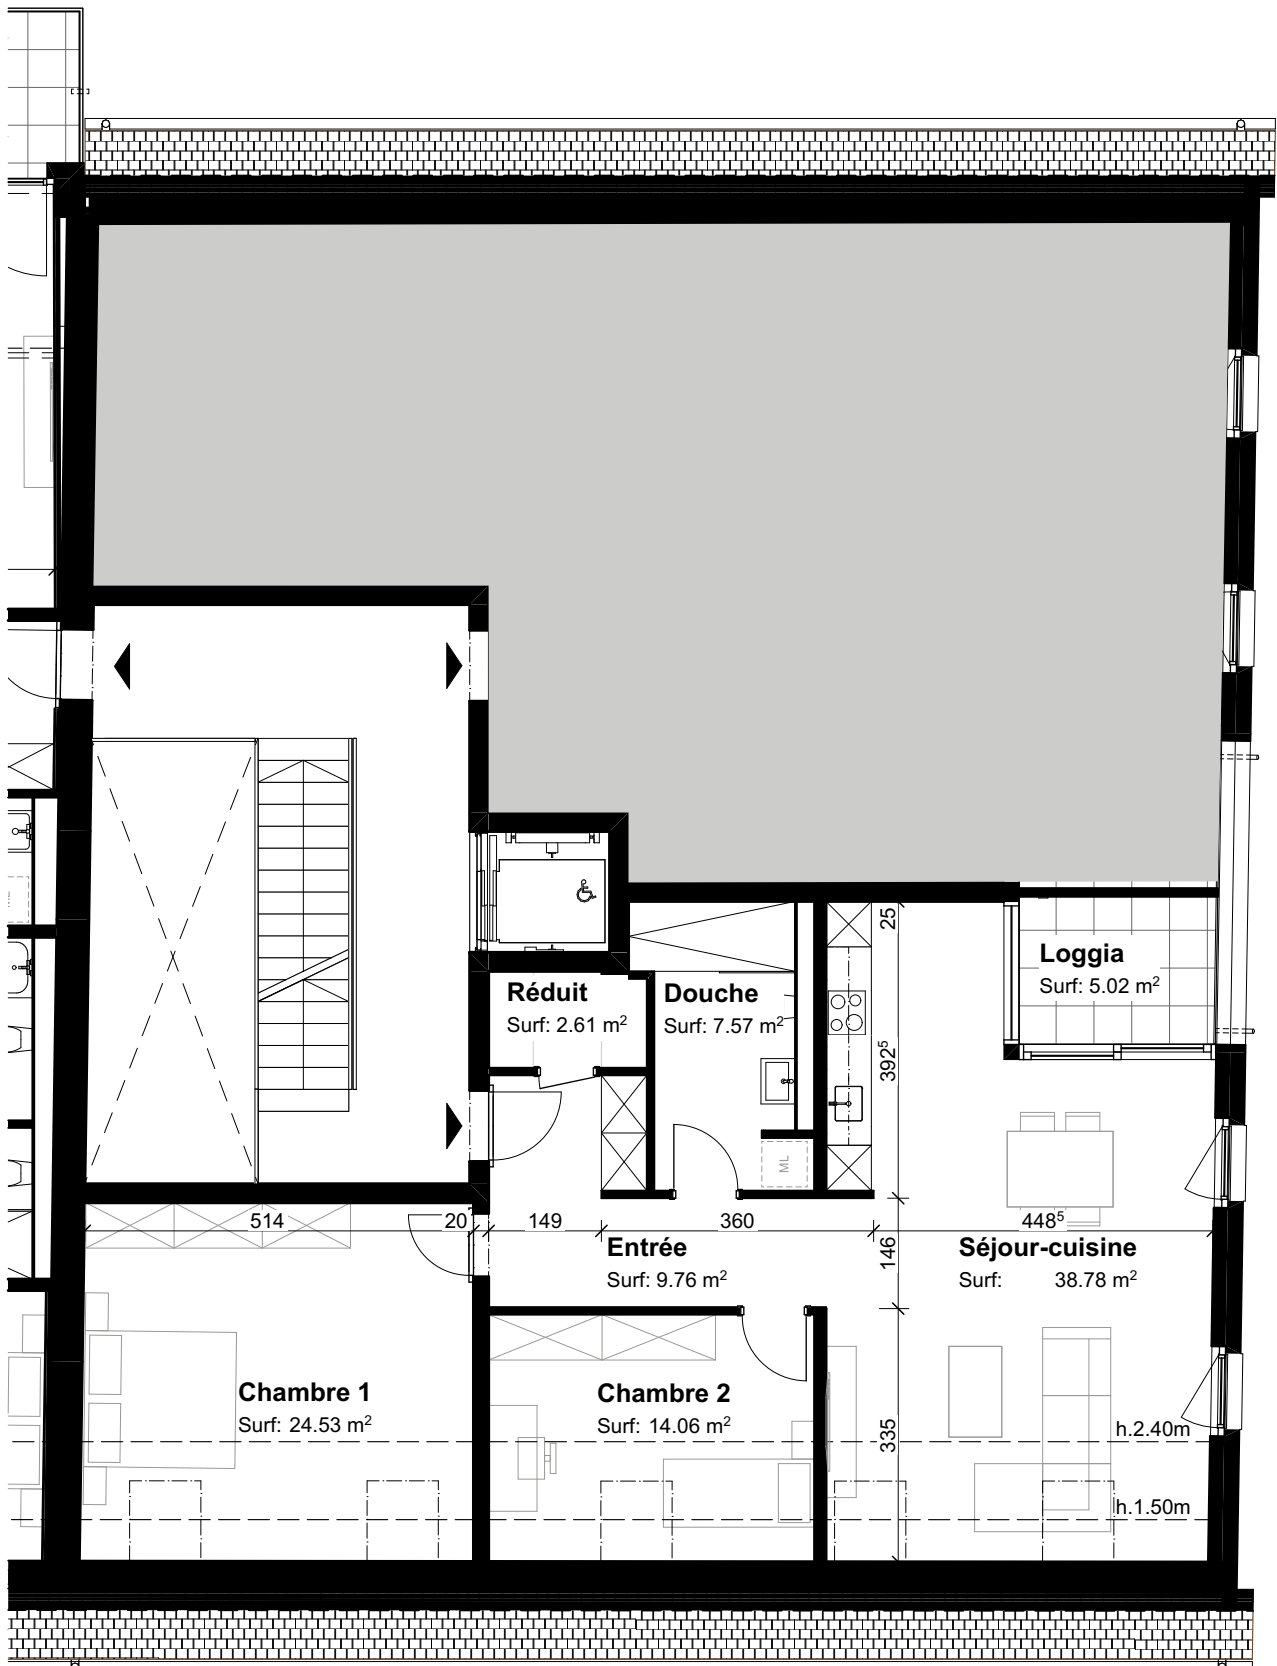 Loggia
Surf: 5.02 m²
25
Réduit
Surf: 2.61 m²
Douche
Surf: 7.57 m²
392⁵
ML
514
20
149
360
448⁵
146
Entrée
Surf: 9.76 m²
Séjour-cuisine
Surf: 38.78 m²
Chambre 1
Surf: 24.53 m²
Chambre 2
Surf: 14.06 m²
335
h.2.40m
h.1.50m